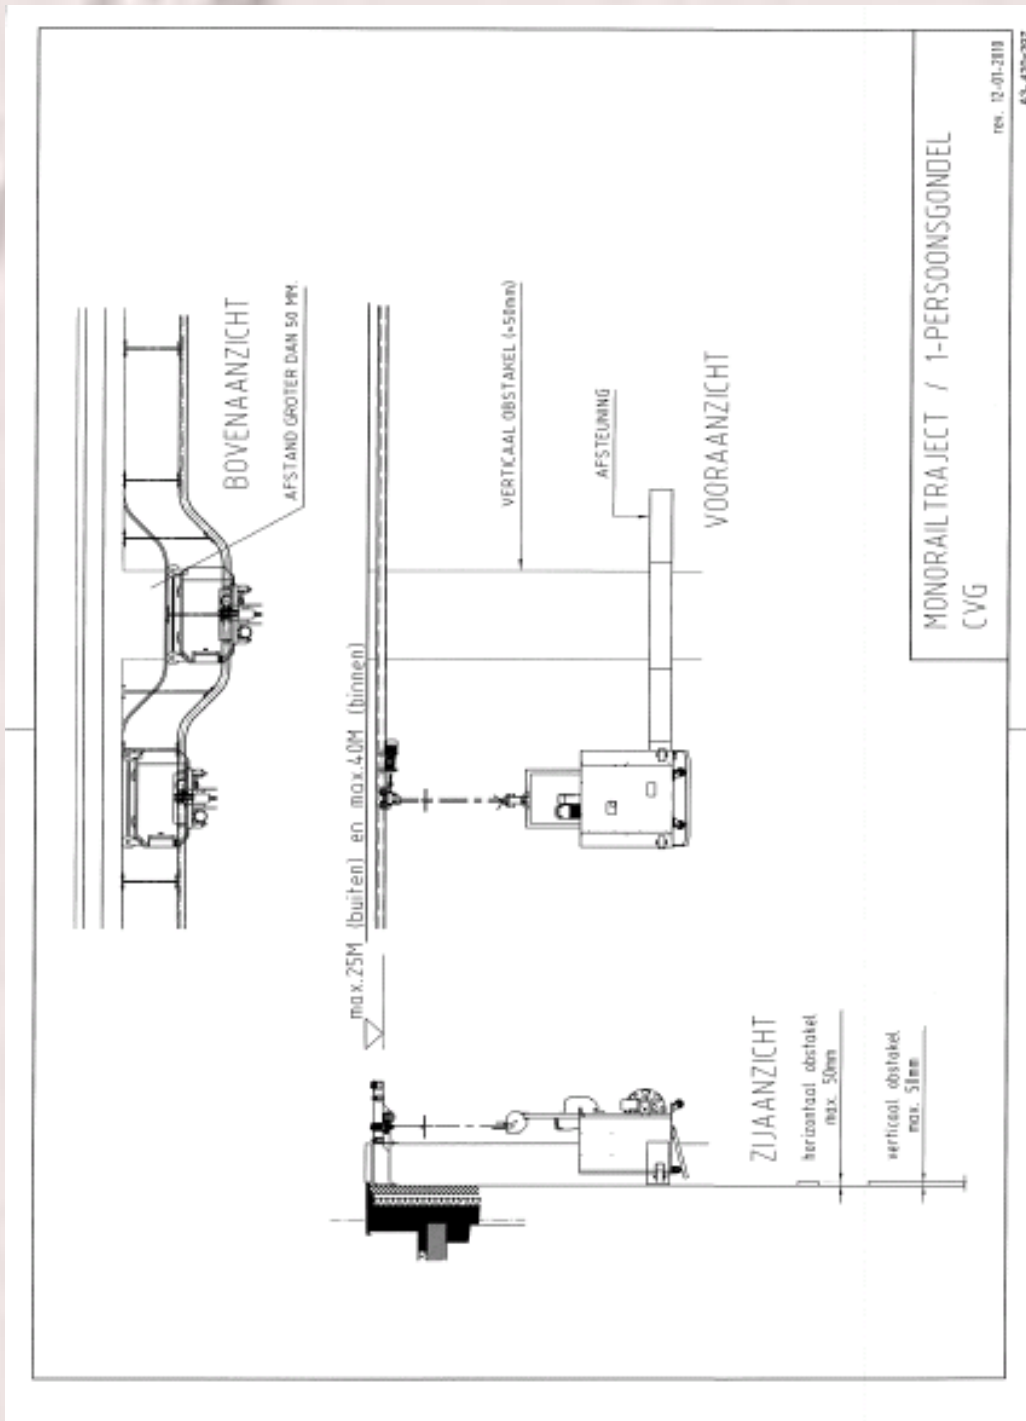 BOVENAANZICHT
AFSTAND GROTER DAN 50 MM.
max.25M (buiten) en max.40M (binnen)
VERTICAAL OBSTAKEL (+50mm)
AFSTEUNING
VOORAANZICHT
ZIJAANZICHT
horizontaal obstakel
max. 50mm
verticaal obstakel
max. 50mm
MONORAILTRAJECT / 1-PERSOONSGONDEL
CVG
rev. 12-01-2010